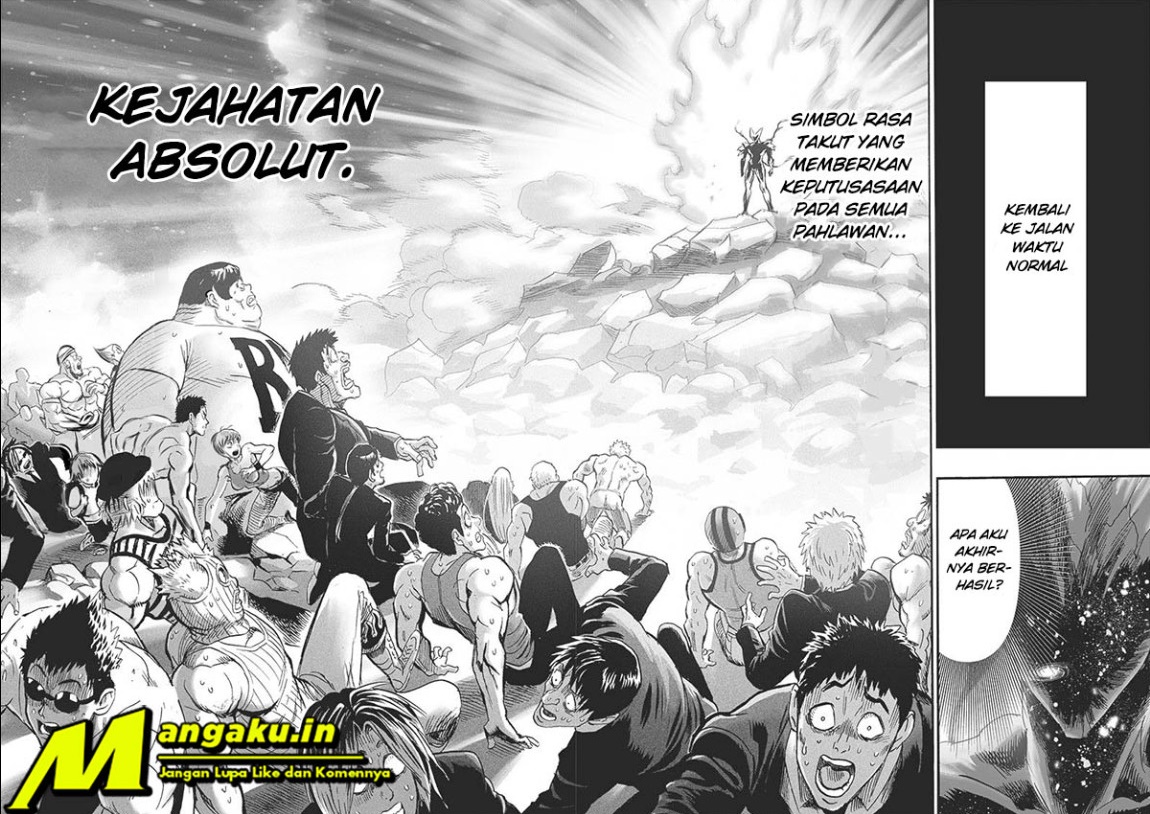 KEMBALI
KE JALAN
WAKTU
NORMAL
APA AKU
AKHIR-
NYA BER-
HASIL?
SIMBOL RASA
TAKUT YANG
MEMBERIKAN
KEPUTUSASAAN
PADA SEMUA
PAHLAWAN...
KEJAHATAN
ABSOLUT.
Mangaku.in
Jangan Lupa Like dan Komennya